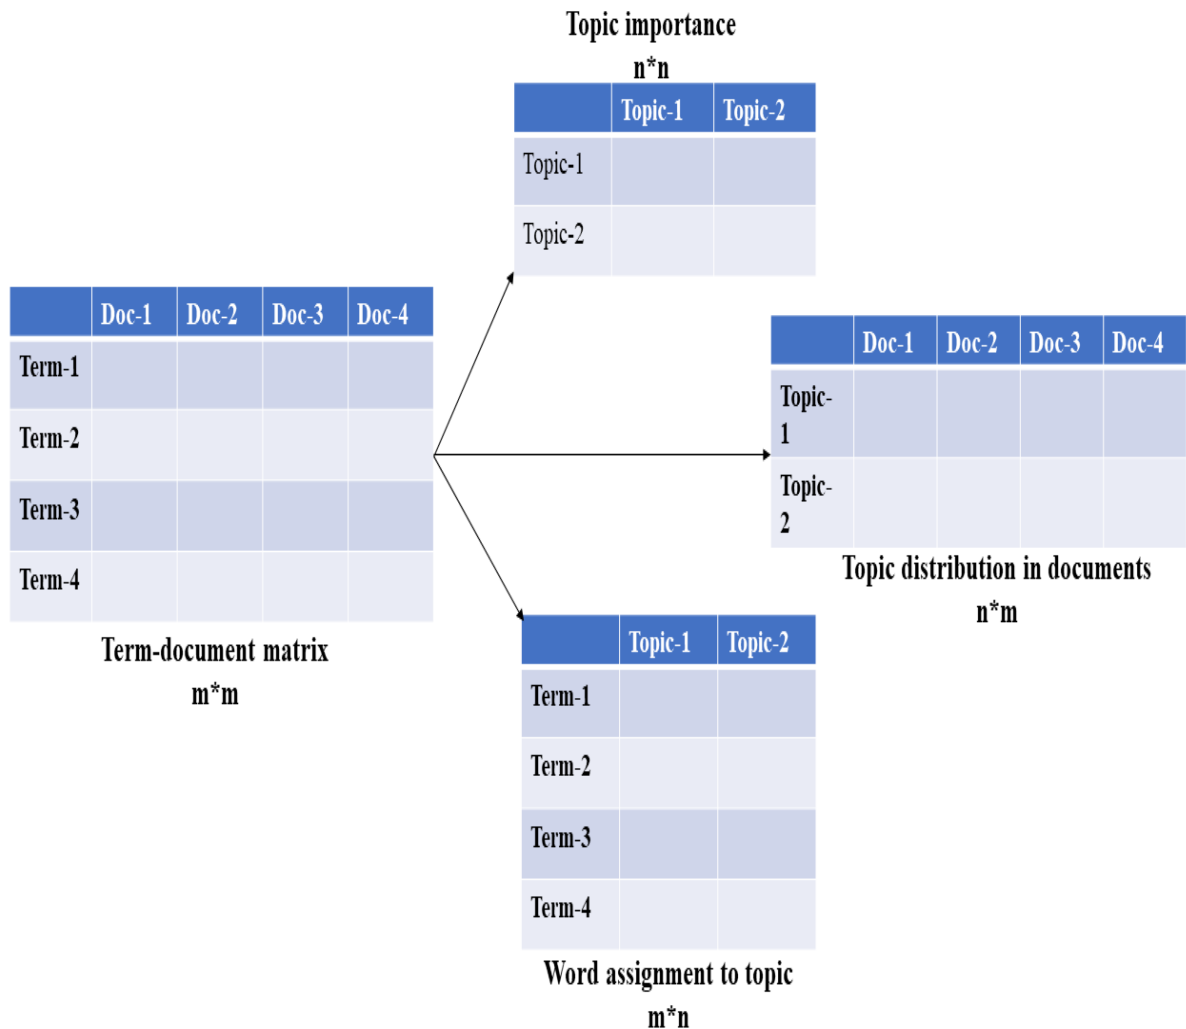 Topic importance
n*n
Topic-1 Topic-2
Topic-1
Topic-2
Doc-1 Doc-2 Doc-3 Doc-4
Term-1
Term-2
Term-3
Term-4
Term-document matrix
m*m
Doc-1 Doc-2 Doc-3 Doc-4
Topic-
1
Topic-
2
Topic distribution in documents
n*m
Topic-1 Topic-2
Term-1
Term-2
Term-3
Term-4
Word assignment to topic
m*n